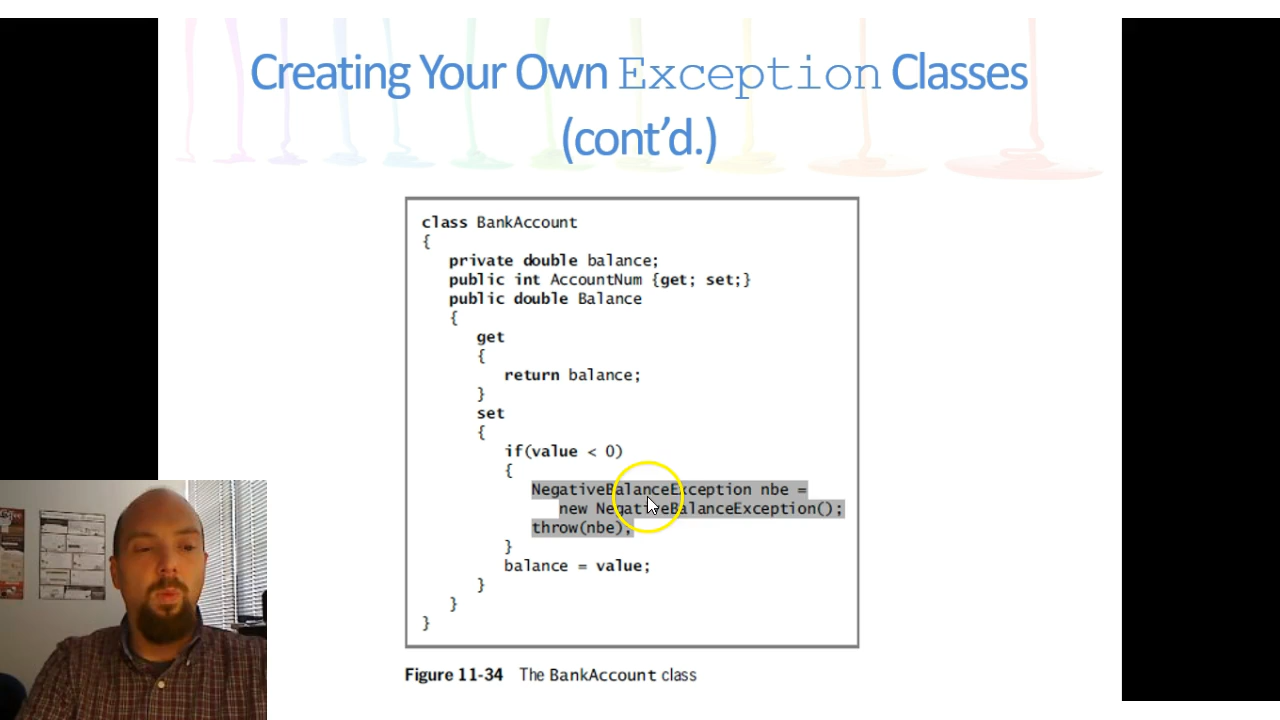 Creating Your Own Exception Classes
(cont'd.)
class BankAccount
{
private double balance;
public int AccountNum {get; set;}
public double Balance
{
get
{
return balance;
}
set
{
if(value < 0)
{
NegativeBalanceException nbe =
new NegativeBalanceException();
throw(nbe);
}
balance = value;
}
}
}
Figure 11-34 The BankAccount class